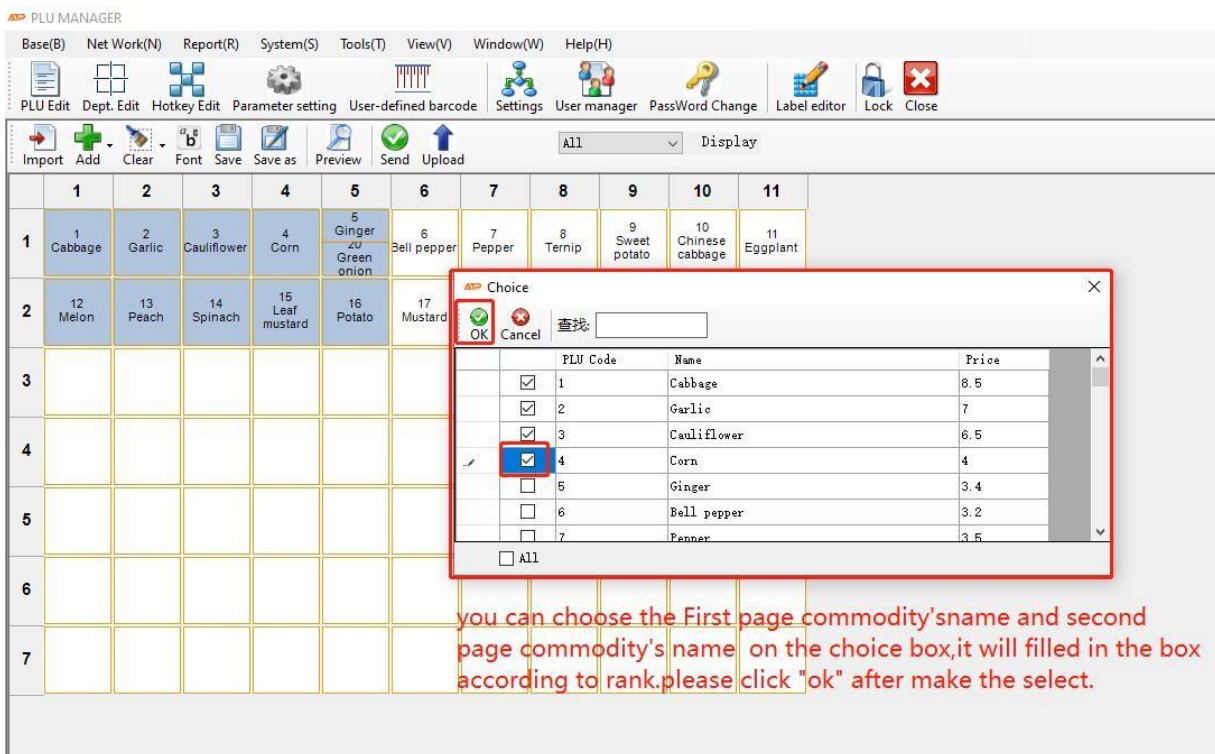 ATP PLU MANAGER
Base(B) Net Work(N) Report(R) System(S) Tools(T) View(V) Window(W) Help(H)
PLU Edit Dept. Edit Hotkey Edit Parameter setting User-defined barcode Settings User manager PassWord Change Label editor Lock Close
Import Add Clear Font Save Save as Preview Send Upload All Display
1 2 3 4 5 6 7 8 9 10 11
1
1
Cabbage
2
Garlic
3
Cauliflower
4
Corn
5
Ginger
20
Green
onion
6
Bell pepper
7
Pepper
8
Ternip
9
Sweet
potato
10
Chinese
cabbage
11
Eggplant
2
12
Melon
13
Peach
14
Spinach
15
Leaf
mustard
16
Potato
17
Mustard
3
4
5
6
7
ATP Choice
OK Cancel 查找:
PLU Code Name Price
1 Cabbage 8.5
2 Garlic 7
3 Cauliflower 6.5
4 Corn 4
5 Ginger 3.4
6 Bell pepper 3.2
7 Pepper 3.5
All
you can choose the First page commodity'sname and second
page commodity's name on the choice box,it will filled in the box
according to rank.please click "ok" after make the select.